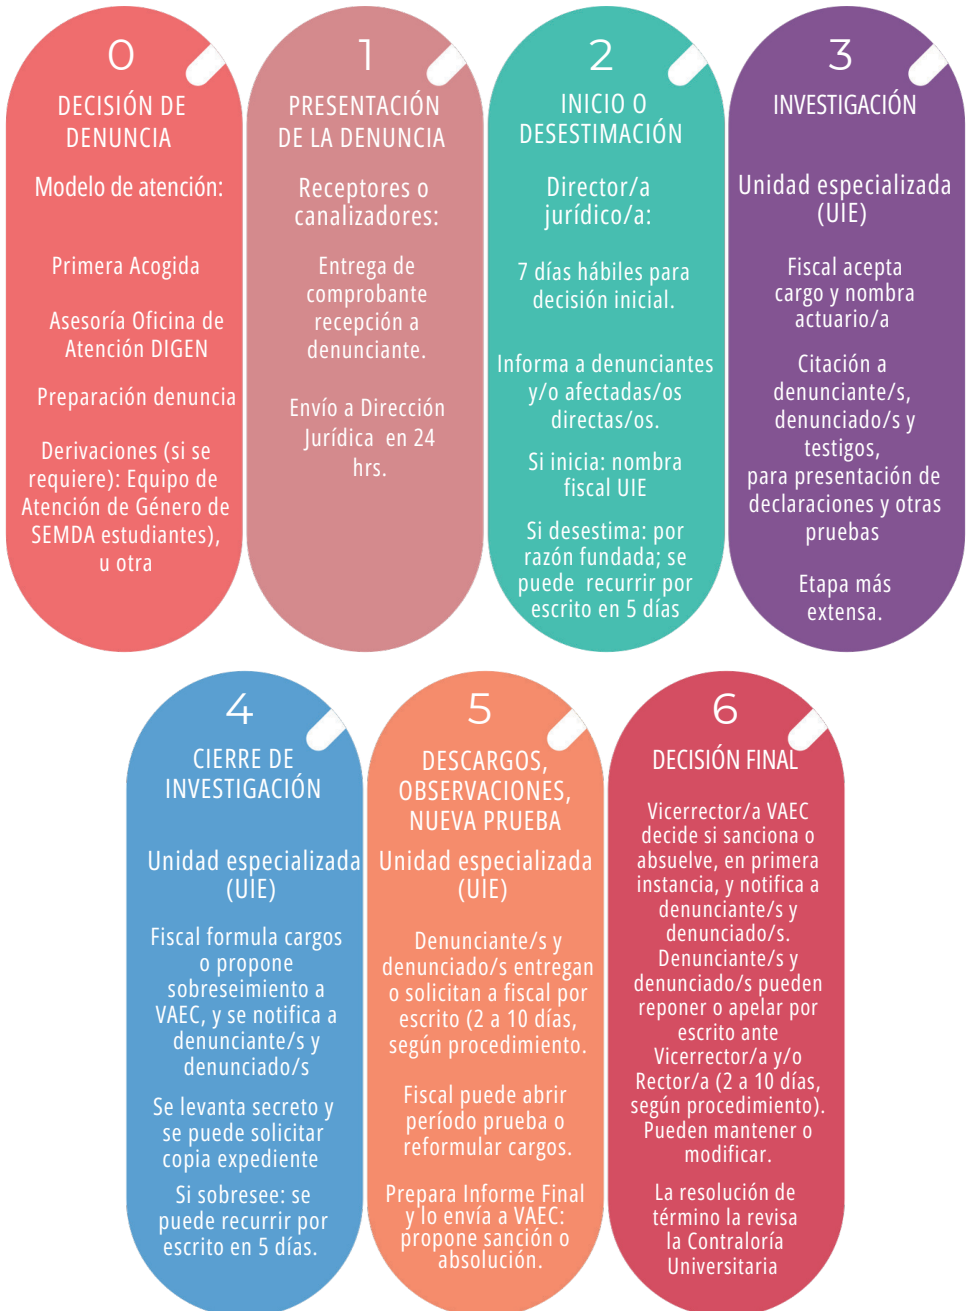 0
DECISIÓN DE
DENUNCIA
Modelo de atención:
Primera Acogida
Asesoría Oficina de
Atención DIGEN
Preparación denuncia
Derivaciones (si se
requiere): Equipo de
Atención de Género de
SEMDA estudiantes),
u otra
1
PRESENTACIÓN
DE LA DENUNCIA
Receptores o
canalizadores:
Entrega de
comprobante
recepción a
denunciante.
Envío a Dirección
Jurídica en 24
hrs.
2
INICIO O
DESESTIMACIÓN
Director/a
jurídico/a:
7 días hábiles para
decisión inicial.
Informa a denunciantes
y/o afectadas/os
directas/os.
Si inicia: nombra
fiscal UIE
Si desestima: por
razón fundada; se
puede recurrir por
escrito en 5 días
3
INVESTIGACIÓN
Unidad especializada
(UIE)
Fiscal acepta
cargo y nombra
actuario/a
Citación a
denunciante/s,
denunciado/s y
testigos,
para presentación de
declaraciones y otras
pruebas
Etapa más
extensa.
4
CIERRE DE
INVESTIGACIÓN
Unidad especializada
(UIE)
Fiscal formula cargos
o propone
sobreseimiento a
VAEC, y se notifica a
denunciante/s y
denunciado/s
Se levanta secreto y
se puede solicitar
copia expediente
Si sobresee: se
puede recurrir por
escrito en 5 días.
5
DESCARGOS,
OBSERVACIONES,
NUEVA PRUEBA
Unidad especializada
(UIE)
Denunciante/s y
denunciado/s entregan
o solicitan a fiscal por
escrito (2 a 10 días,
según procedimiento.
Fiscal puede abrir
período prueba o
reformular cargos.
Prepara Informe Final
y lo envía a VAEC:
propone sanción o
absolución.
6
DECISIÓN FINAL
Vicerrector/a VAEC
decide si sanciona o
absuelve, en primera
instancia, y notifica a
denunciante/s y
denunciado/s.
Denunciante/s y
denunciado/s pueden
reponer o apelar por
escrito ante
Vicerrector/a y/o
Rector/a (2 a 10 días,
según procedimiento).
Pueden mantener o
modificar.
La resolución de
término la revisa
la Contraloría
Universitaria